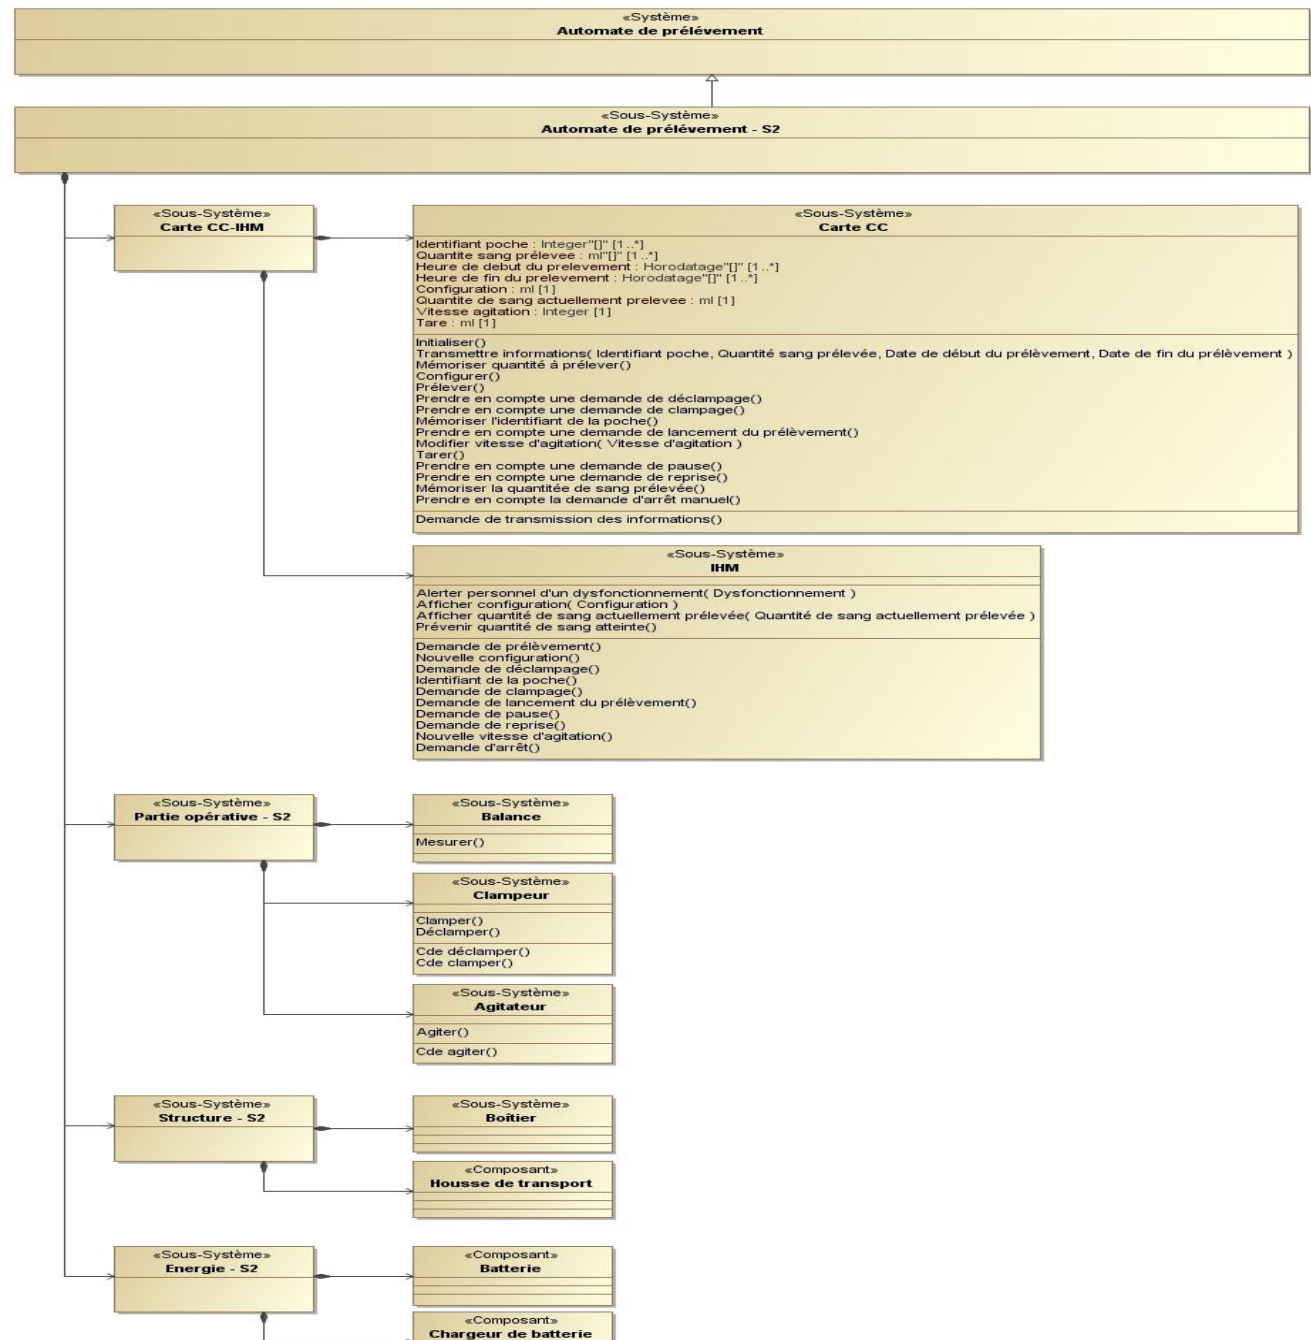 «Système»
Automate de prélévement
«Sous-Système»
Automate de prélévement - S2
«Sous-Système»
Carte CC-IHM
«Sous-Système»
Carte CC
Identifiant poche : Integer"[]" [1..*]
Quantite sang prélevee : ml"[]" [1..*]
Heure de debut du prelevement : Horodatage"[]" [1..*]
Heure de fin du prelevement : Horodatage"[]" [1..*]
Configuration : ml [1]
Quantite de sang actuellement prelevee : ml [1]
Vitesse agitation : Integer [1]
Tare : ml [1]
Initialiser()
Transmettre informations( Identifiant poche, Quantité sang prélevée, Date de début du prélèvement, Date de fin du prélèvement )
Mémoriser quantité à prélever()
Configurer()
Prélever()
Prendre en compte une demande de déclampage()
Prendre en compte une demande de clampage()
Mémoriser l'identifiant de la poche()
Prendre en compte une demande de lancement du prélèvement()
Modifier vitesse d'agitation( Vitesse d'agitation )
Tarer()
Prendre en compte une demande de pause()
Prendre en compte une demande de reprise()
Mémoriser la quantitée de sang prélevée()
Prendre en compte la demande d'arrêt manuel()
Demande de transmission des informations()
«Sous-Système»
IHM
Alerter personnel d'un dysfonctionnement( Dysfonctionnement )
Afficher configuration( Configuration )
Afficher quantité de sang actuellement prélevée( Quantité de sang actuellement prélevée )
Prévenir quantité de sang atteinte()
Demande de prélèvement()
Nouvelle configuration()
Demande de déclampage()
Identifiant de la poche()
Demande de clampage()
Demande de lancement du prélèvement()
Demande de pause()
Demande de reprise()
Nouvelle vitesse d'agitation()
Demande d'arrêt()
«Sous-Système»
Partie opérative - S2
«Sous-Système»
Balance
Mesurer()
«Sous-Système»
Clampeur
Clamper()
Déclamper()
Cde déclamper()
Cde clamper()
«Sous-Système»
Agitateur
Agiter()
Cde agiter()
«Sous-Système»
Structure - S2
«Sous-Système»
Boîtier
«Composant»
Housse de transport
«Sous-Système»
Energie - S2
«Composant»
Batterie
«Composant»
Chargeur de batterie